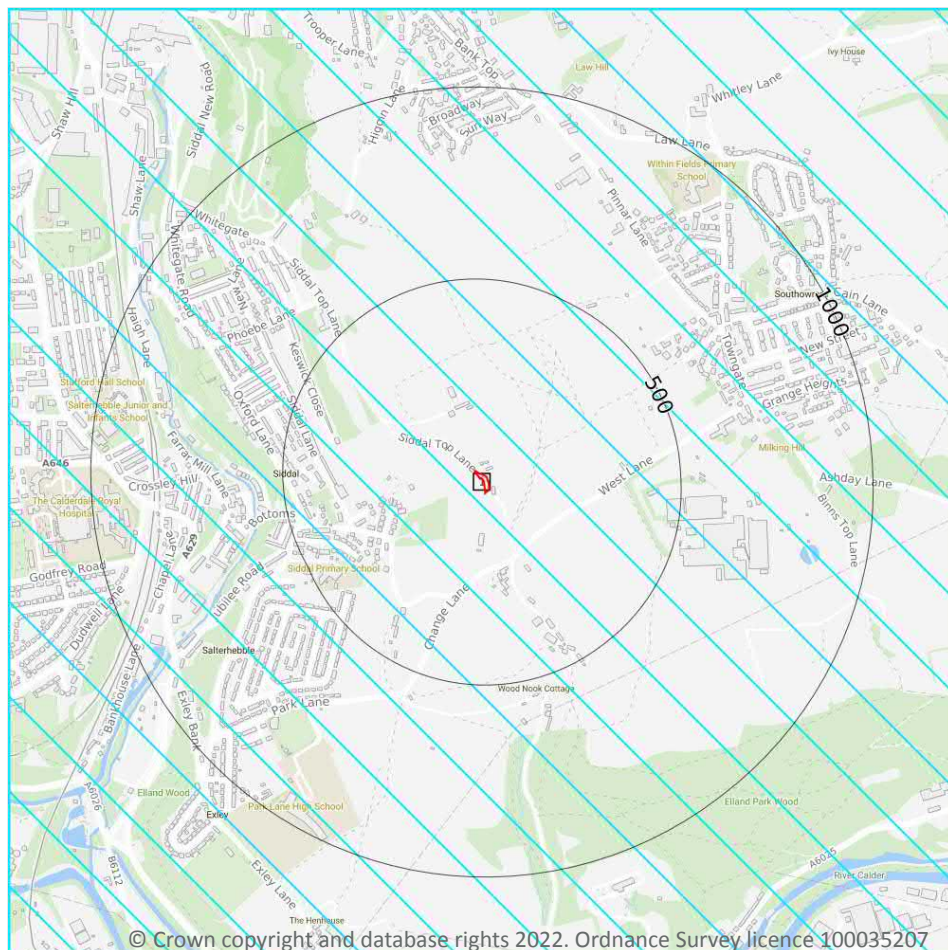 Trooper Lane
Bank Top
Ivy House
Law Hill
Whitley Lane
Siddal New Road
Shaw Hill
Higgin Lane
Broadway
Sun Way
Law Lane
Within Fields Primary
School
Shaw Lane
Pinnar Lane
Whitegate
Whitegate Road
Siddal Top Lane
New Lane
Southowram
Cain Lane
1000
Haigh Lane
Phoebe Lane
New Street
Towngate
Keswick Close
500
Stafford Hall School
Grange Heights
Salterhebble Junior and
Infants School
Oxford Lane
Siddal Lane
Siddal Top Lane
Milking Hill
Farrar Mill Lane
A646
Crossley Hill
Siddal
West Lane
Ashday Lane
The Calderdale Royal
Hospital
Bottoms
Binns Top Lane
A629
Chapel Lane
Godfrey Road
Siddal Primary School
Jubilee Road
Dudwell Lane
Change Lane
Salterhebble
Bankhouse Lane
Wood Nook Cottage
Park Lane
Exley Bank
A6026
Elland Wood
Park Lane High School
Elland Park Wood
Exley
B6112
A6025
Exley Lane
River Calder
The Henhouse
© Crown copyright and database rights 2022. Ordnance Survey licence 100035207